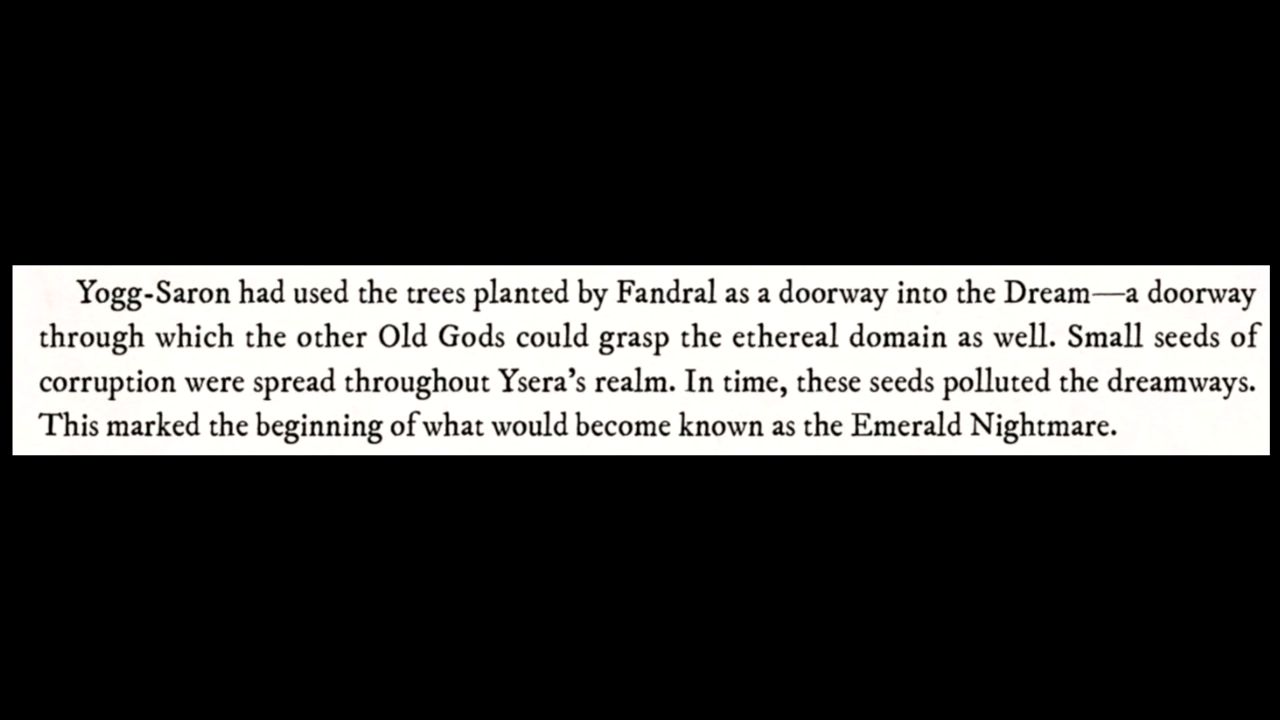 Yogg-Saron had used the trees planted by Fandral as a doorway into the Dream—a doorway
through which the other Old Gods could grasp the ethereal domain as well. Small seeds of
corruption were spread throughout Ysera's realm. In time, these seeds polluted the dreamways.
This marked the beginning of what would become known as the Emerald Nightmare.